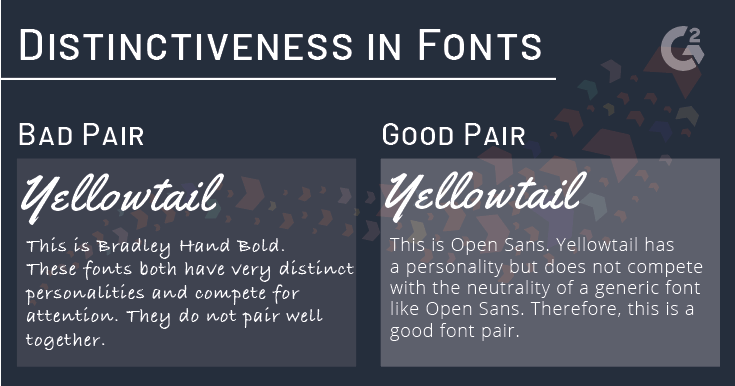 DISTINCTIVENESS IN FONTS
G2
BAD PAIR
Yellowtail
This is Bradley Hand Bold.
These fonts both have very distinct
personalities and compete for
attention. They do not pair well
together.
GOOD PAIR
Yellowtail
This is Open Sans. Yellowtail has
a personality but does not compete
with the neutrality of a generic font
like Open Sans. Therefore, this is a
good font pair.